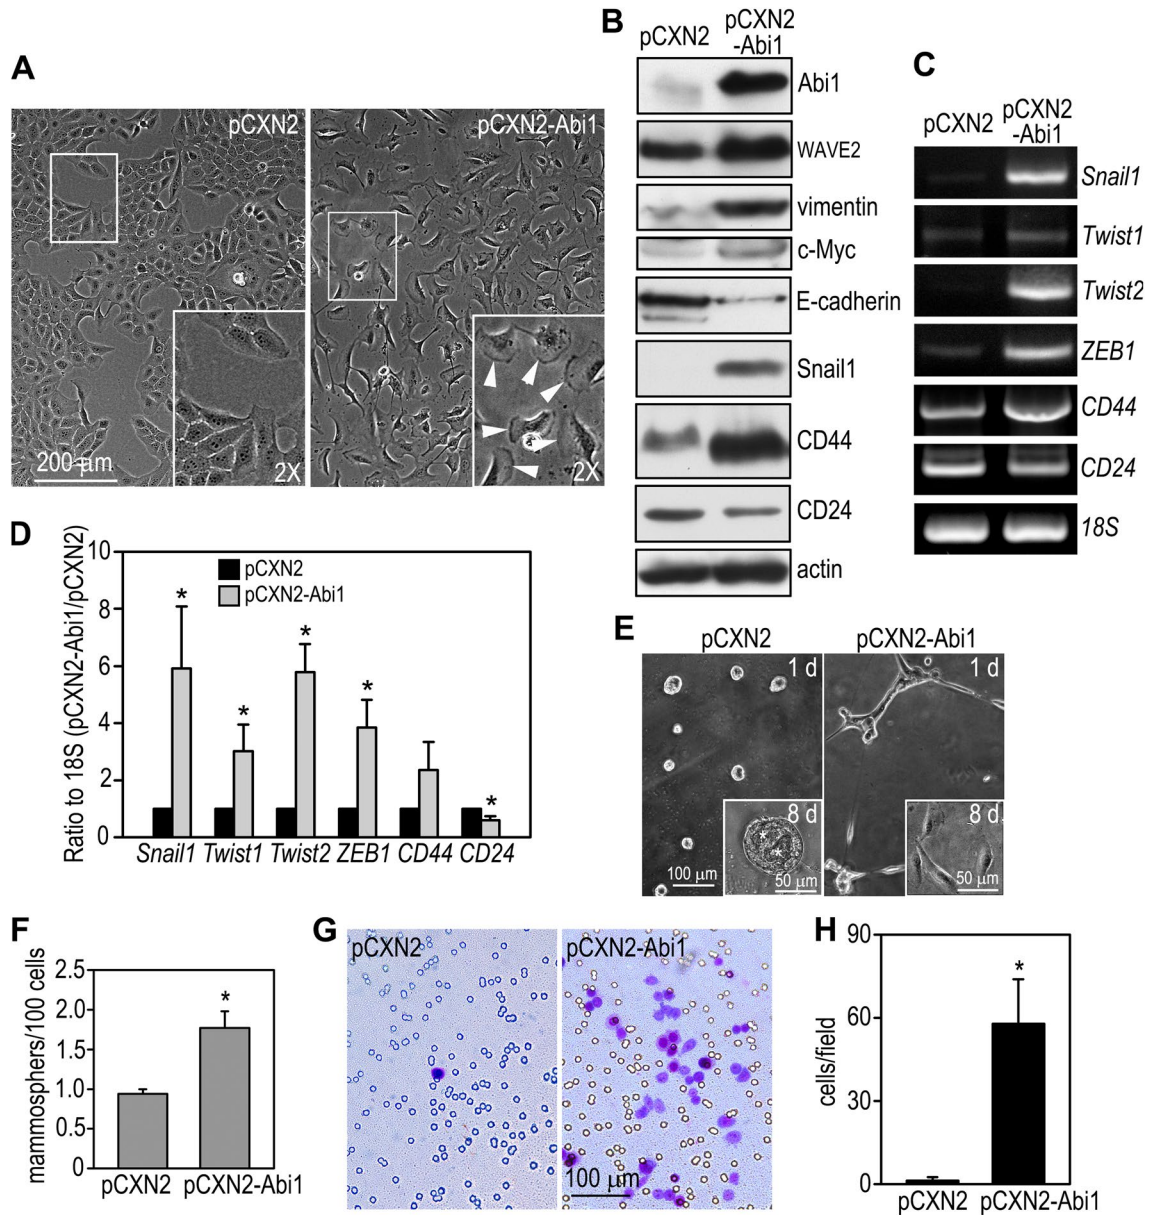 A
pCXN2
pCXN2-Abi1
200 μm
2X
2X
B
pCXN2
pCXN2
-Abi1
Abi1
WAVE2
vimentin
c-Myc
E-cadherin
Snail1
CD44
CD24
actin
C
pCXN2
pCXN2
-Abi1
Snail1
Twist1
Twist2
ZEB1
CD44
CD24
18S
D
Ratio to 18S (pCXN2-Abi1/pCXN2)
10
8
6
4
2
0
pCXN2
pCXN2-Abi1
* * * * *
Snail1 Twist1 Twist2 ZEB1 CD44 CD24
E
pCXN2
pCXN2-Abi1
1 d
1 d
8 d
8 d
100 μm
50 μm
50 μm
* *
F
mammosphers/100 cells
2.5
2.0
1.5
1.0
0.5
0
*
pCXN2
pCXN2-Abi1
G
pCXN2
pCXN2-Abi1
100 μm
H
cells/field
90
60
30
0
*
pCXN2
pCXN2-Abi1